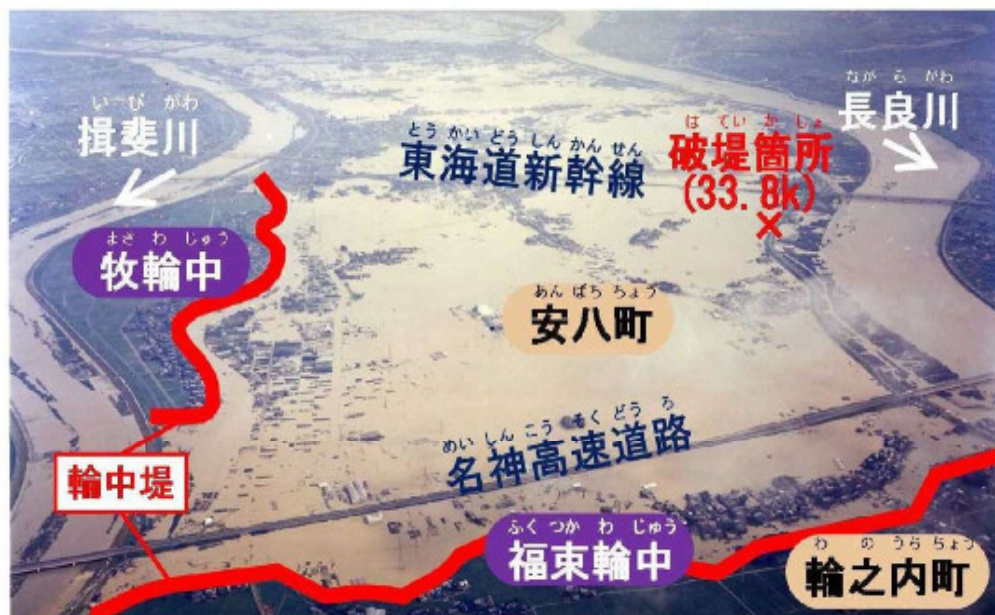 い び がわ
揖斐川
なが ら がわ
長良川
とう かい どう しん かん せん
東海道新幹線
は てい か しょ
破堤箇所
(33.8k)
×
まき わ じゅう
牧輪中
あん ぱち ちょう
安八町
めい しん こう そく どう ろ
名神高速道路
輪中堤
ふく つか わ じゅう
福束輪中
わ の うち ちょう
輪之内町